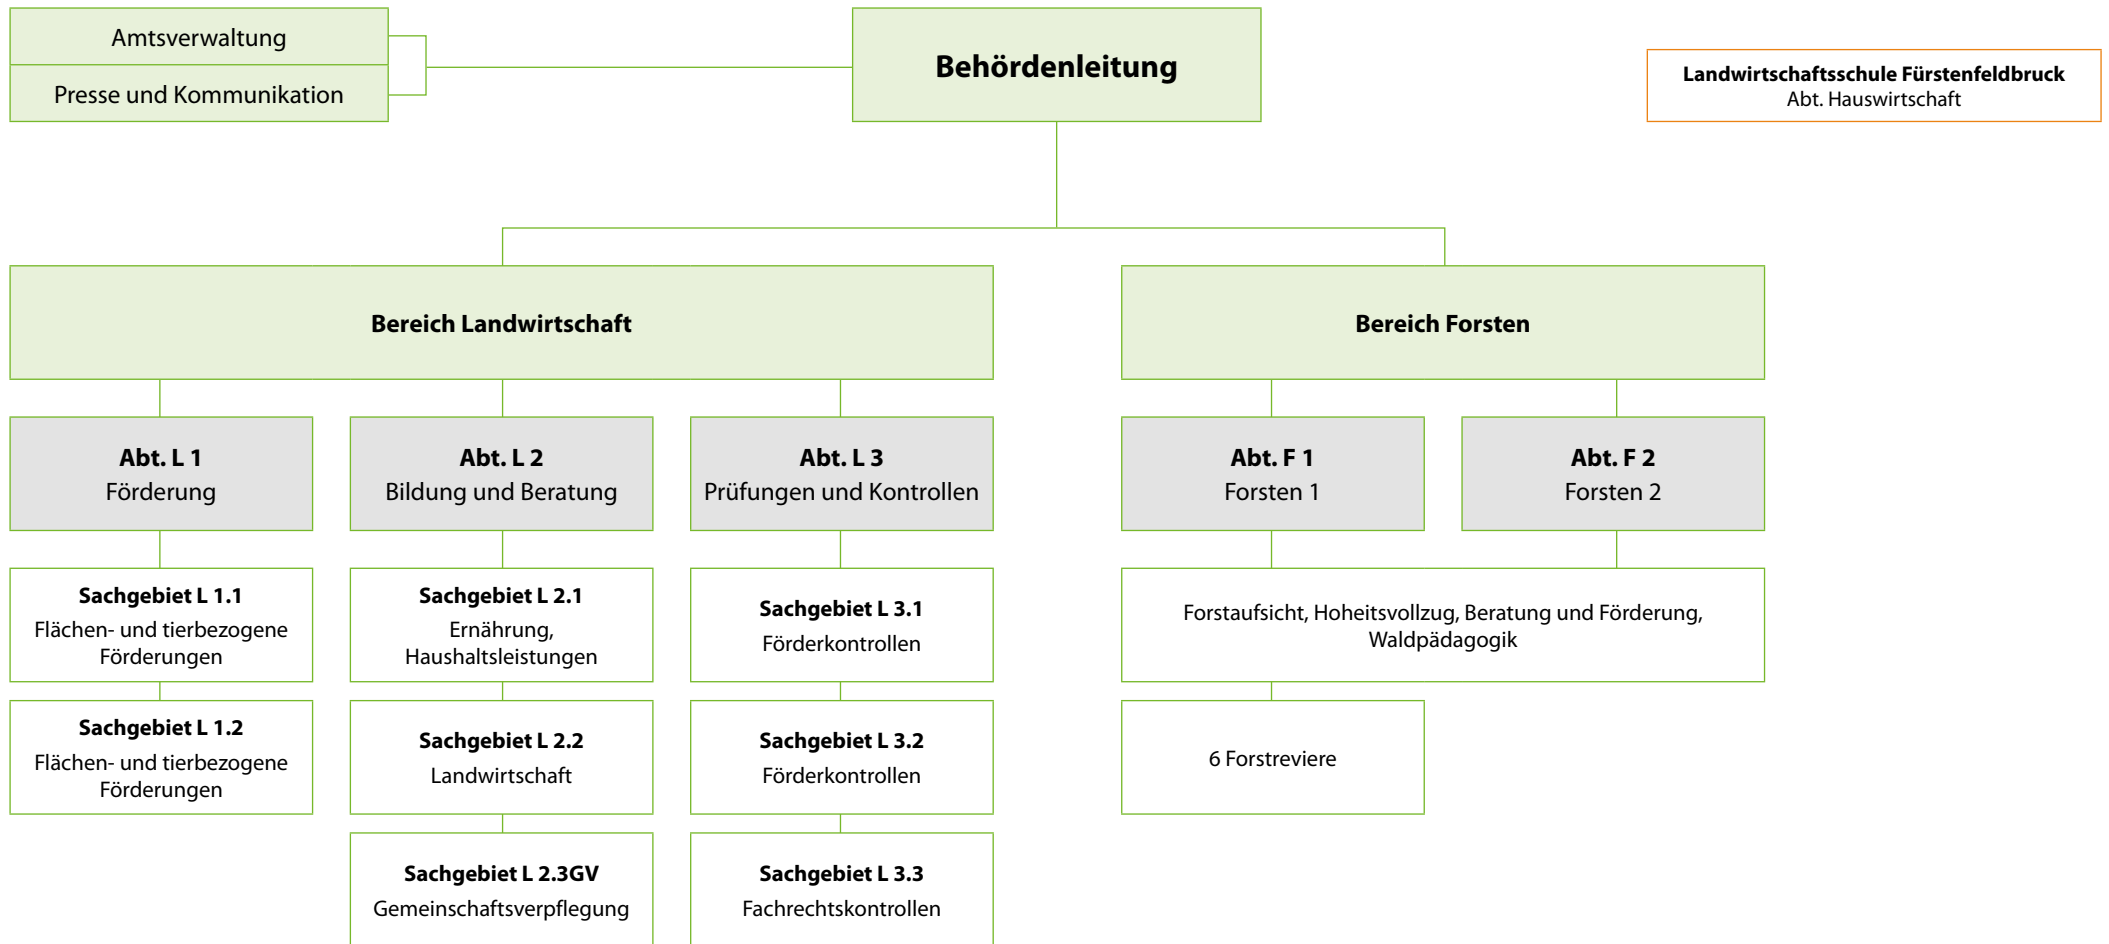 Amtsverwaltung
Presse und Kommunikation
Behördenleitung
Landwirtschaftsschule Fürstenfeldbruck
Abt. Hauswirtschaft
Bereich Landwirtschaft
Bereich Forsten
Abt. L 1
Förderung
Abt. L 2
Bildung und Beratung
Abt. L 3
Prüfungen und Kontrollen
Abt. F 1
Forsten 1
Abt. F 2
Forsten 2
Sachgebiet L 1.1
Flächen- und tierbezogene
Förderungen
Sachgebiet L 2.1
Ernährung,
Haushaltsleistungen
Sachgebiet L 3.1
Förderkontrollen
Forstaufsicht, Hoheitsvollzug, Beratung und Förderung,
Waldpädagogik
Sachgebiet L 1.2
Flächen- und tierbezogene
Förderungen
Sachgebiet L 2.2
Landwirtschaft
Sachgebiet L 3.2
Förderkontrollen
6 Forstreviere
Sachgebiet L 2.3GV
Gemeinschaftsverpflegung
Sachgebiet L 3.3
Fachrechtskontrollen